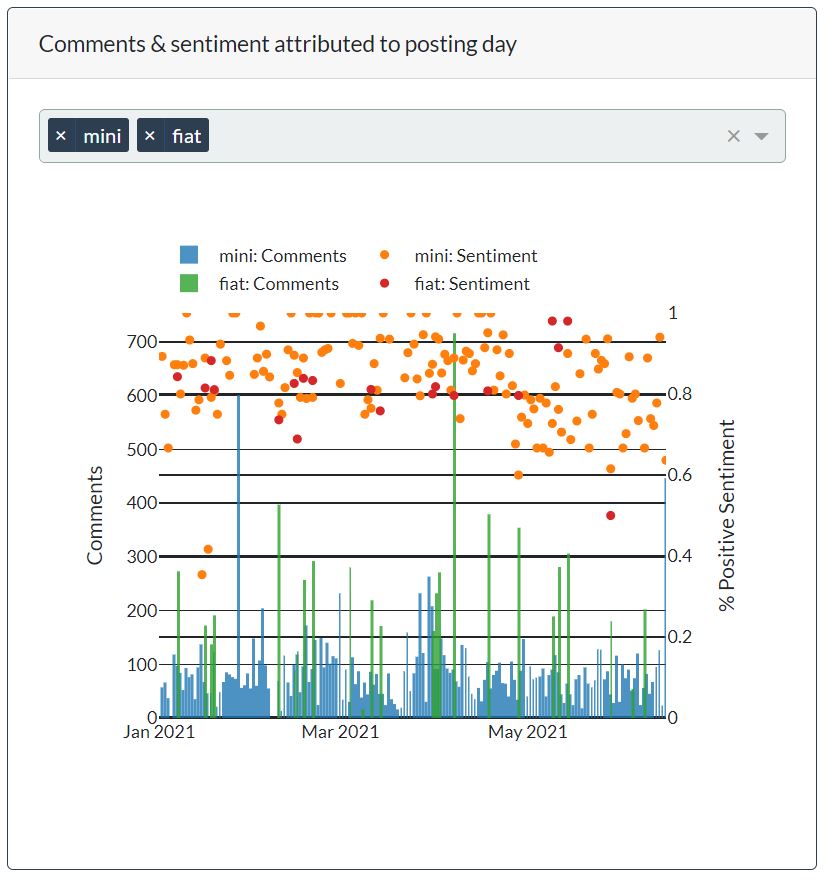 Comments & sentiment attributed to posting day
× mini × fiat ×
mini: Comments mini: Sentiment
fiat: Comments fiat: Sentiment
1
700
600 0.8
500
0.6
400
300 0.4
200
0.2
100
0 0
Jan 2021 Mar 2021 May 2021
Comments
% Positive Sentiment